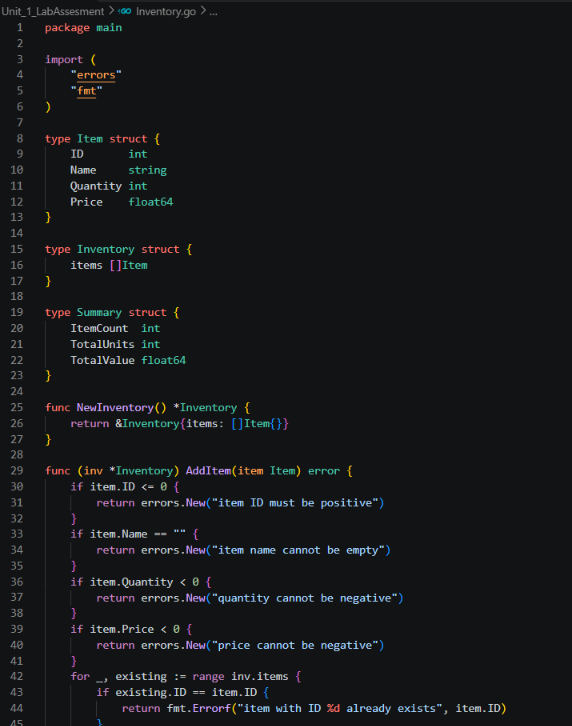 Unit_1_LabAssesment > Inventory.go > ...
1 package main
2
3 import (
4     "errors"
5     "fmt"
6 )
7
8 type Item struct {
9     ID       int
10     Name     string
11     Quantity int
12     Price    float64
13 }
14
15 type Inventory struct {
16     items []Item
17 }
18
19 type Summary struct {
20     ItemCount  int
21     TotalUnits int
22     TotalValue float64
23 }
24
25 func NewInventory() *Inventory {
26     return &Inventory{items: []Item{}}
27 }
28
29 func (inv *Inventory) AddItem(item Item) error {
30     if item.ID <= 0 {
31         return errors.New("item ID must be positive")
32     }
33     if item.Name == "" {
34         return errors.New("item name cannot be empty")
35     }
36     if item.Quantity < 0 {
37         return errors.New("quantity cannot be negative")
38     }
39     if item.Price < 0 {
40         return errors.New("price cannot be negative")
41     }
42     for _, existing := range inv.items {
43         if existing.ID == item.ID {
44             return fmt.Errorf("item with ID %d already exists", item.ID)
45         }